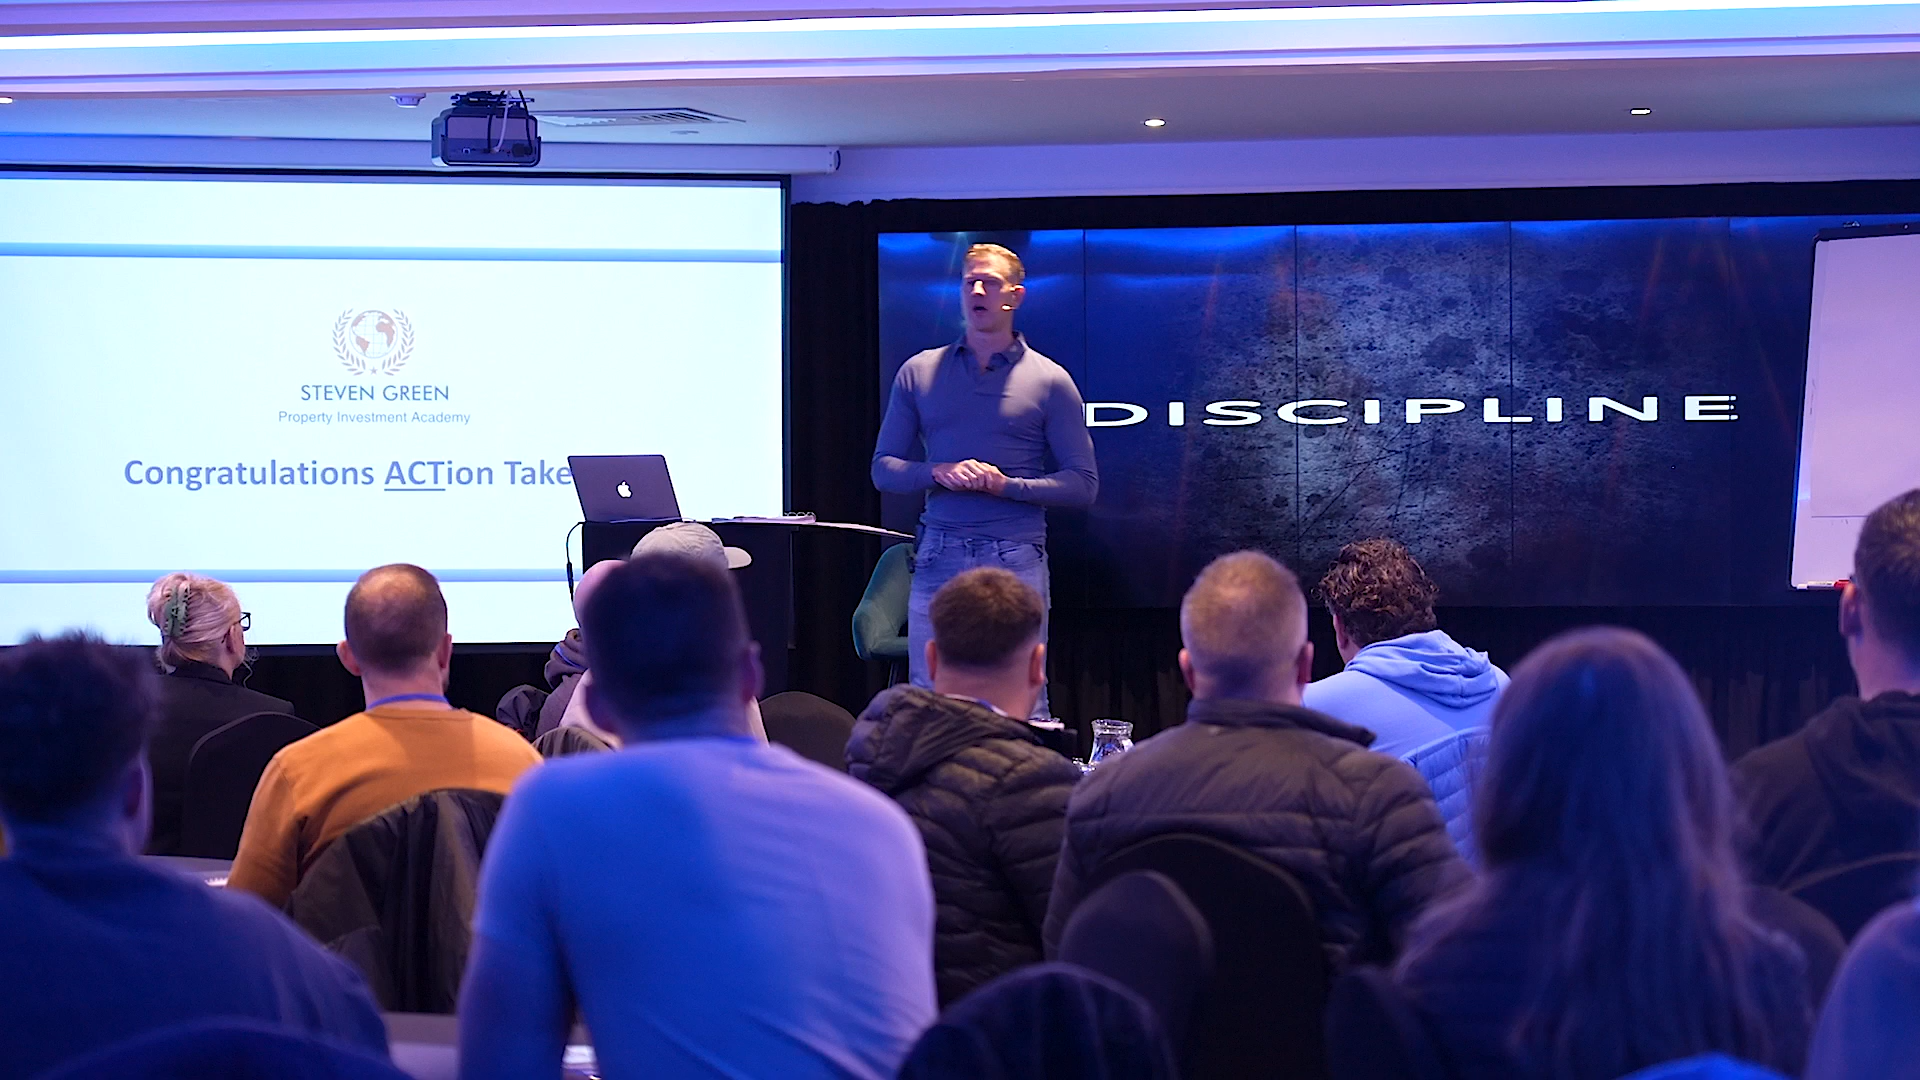 STEVEN GREEN
Property Investment Academy
Congratulations ACTion Take
DISCIPLINE